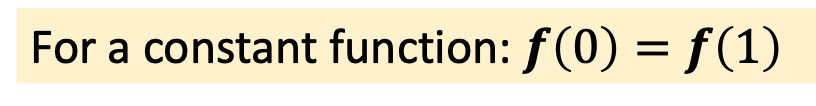 For a constant function: f(0) = f(1)